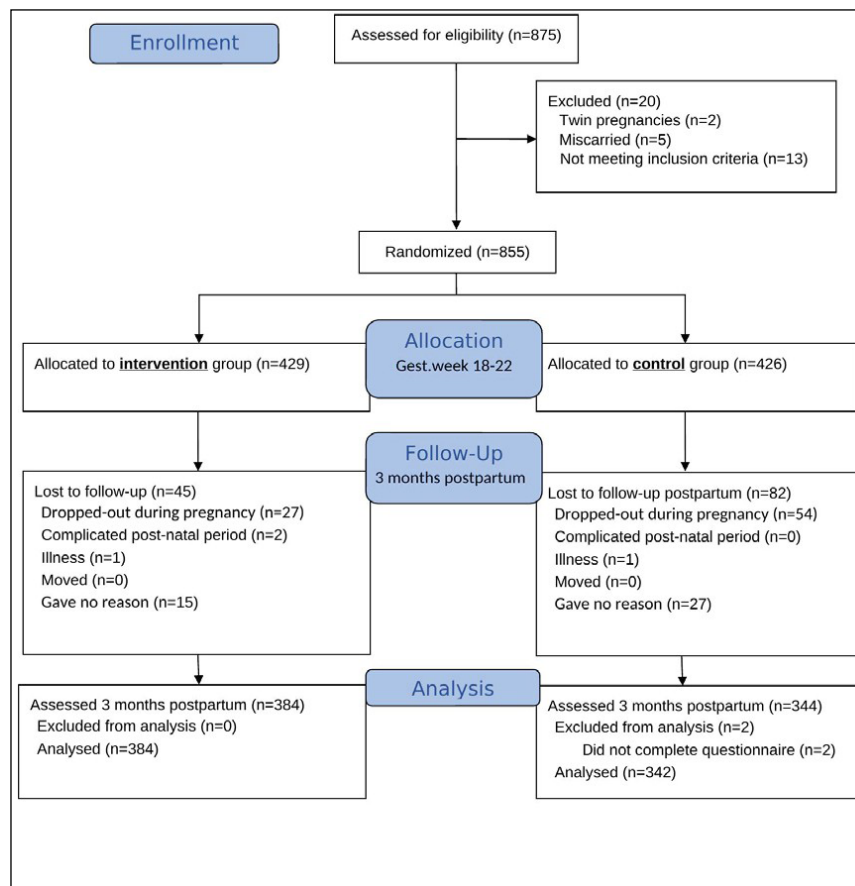 Enrollment
Assessed for eligibility (n=875)
Excluded (n=20)
Twin pregnancies (n=2)
Miscarried (n=5)
Not meeting inclusion criteria (n=13)
Randomized (n=855)
Allocation
Gest.week 18-22
Allocated to intervention group (n=429)
Allocated to control group (n=426)
Follow-Up
3 months postpartum
Lost to follow-up (n=45)
Dropped-out during pregnancy (n=27)
Complicated post-natal period (n=2)
Illness (n=1)
Moved (n=0)
Gave no reason (n=15)
Lost to follow-up postpartum (n=82)
Dropped-out during pregnancy (n=54)
Complicated post-natal period (n=0)
Illness (n=1)
Moved (n=0)
Gave no reason (n=27)
Analysis
Assessed 3 months postpartum (n=384)
Excluded from analysis (n=0)
Analysed (n=384)
Assessed 3 months postpartum (n=344)
Excluded from analysis (n=2)
Did not complete questionnaire (n=2)
Analysed (n=342)